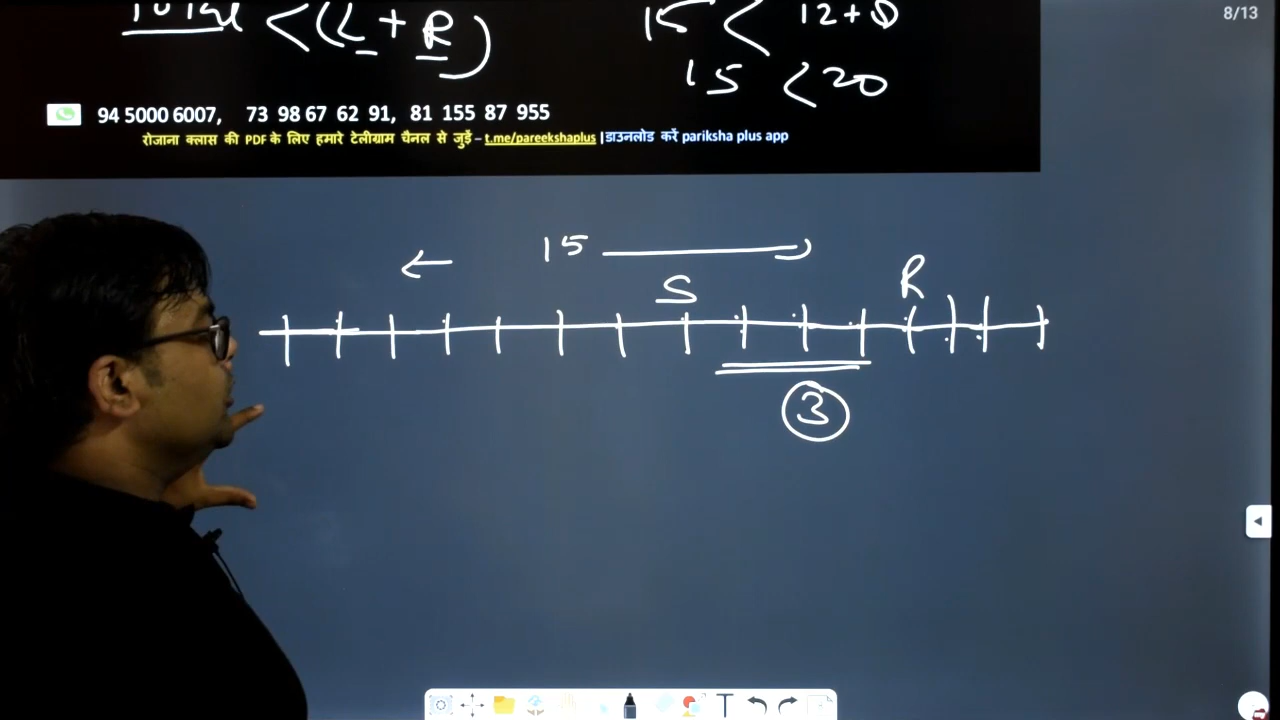 8/13
Total < (L + R)
15 < 12 + 8
15 < 20
94 5000 6007, 73 98 67 62 91, 81 155 87 955
रोजाना क्लास की PDF के लिए हमारे टेलीग्राम चैनल से जुड़ें – t.me/pareekshaplus | डाउनलोड करें pariksha plus app
15
S
R
3
T